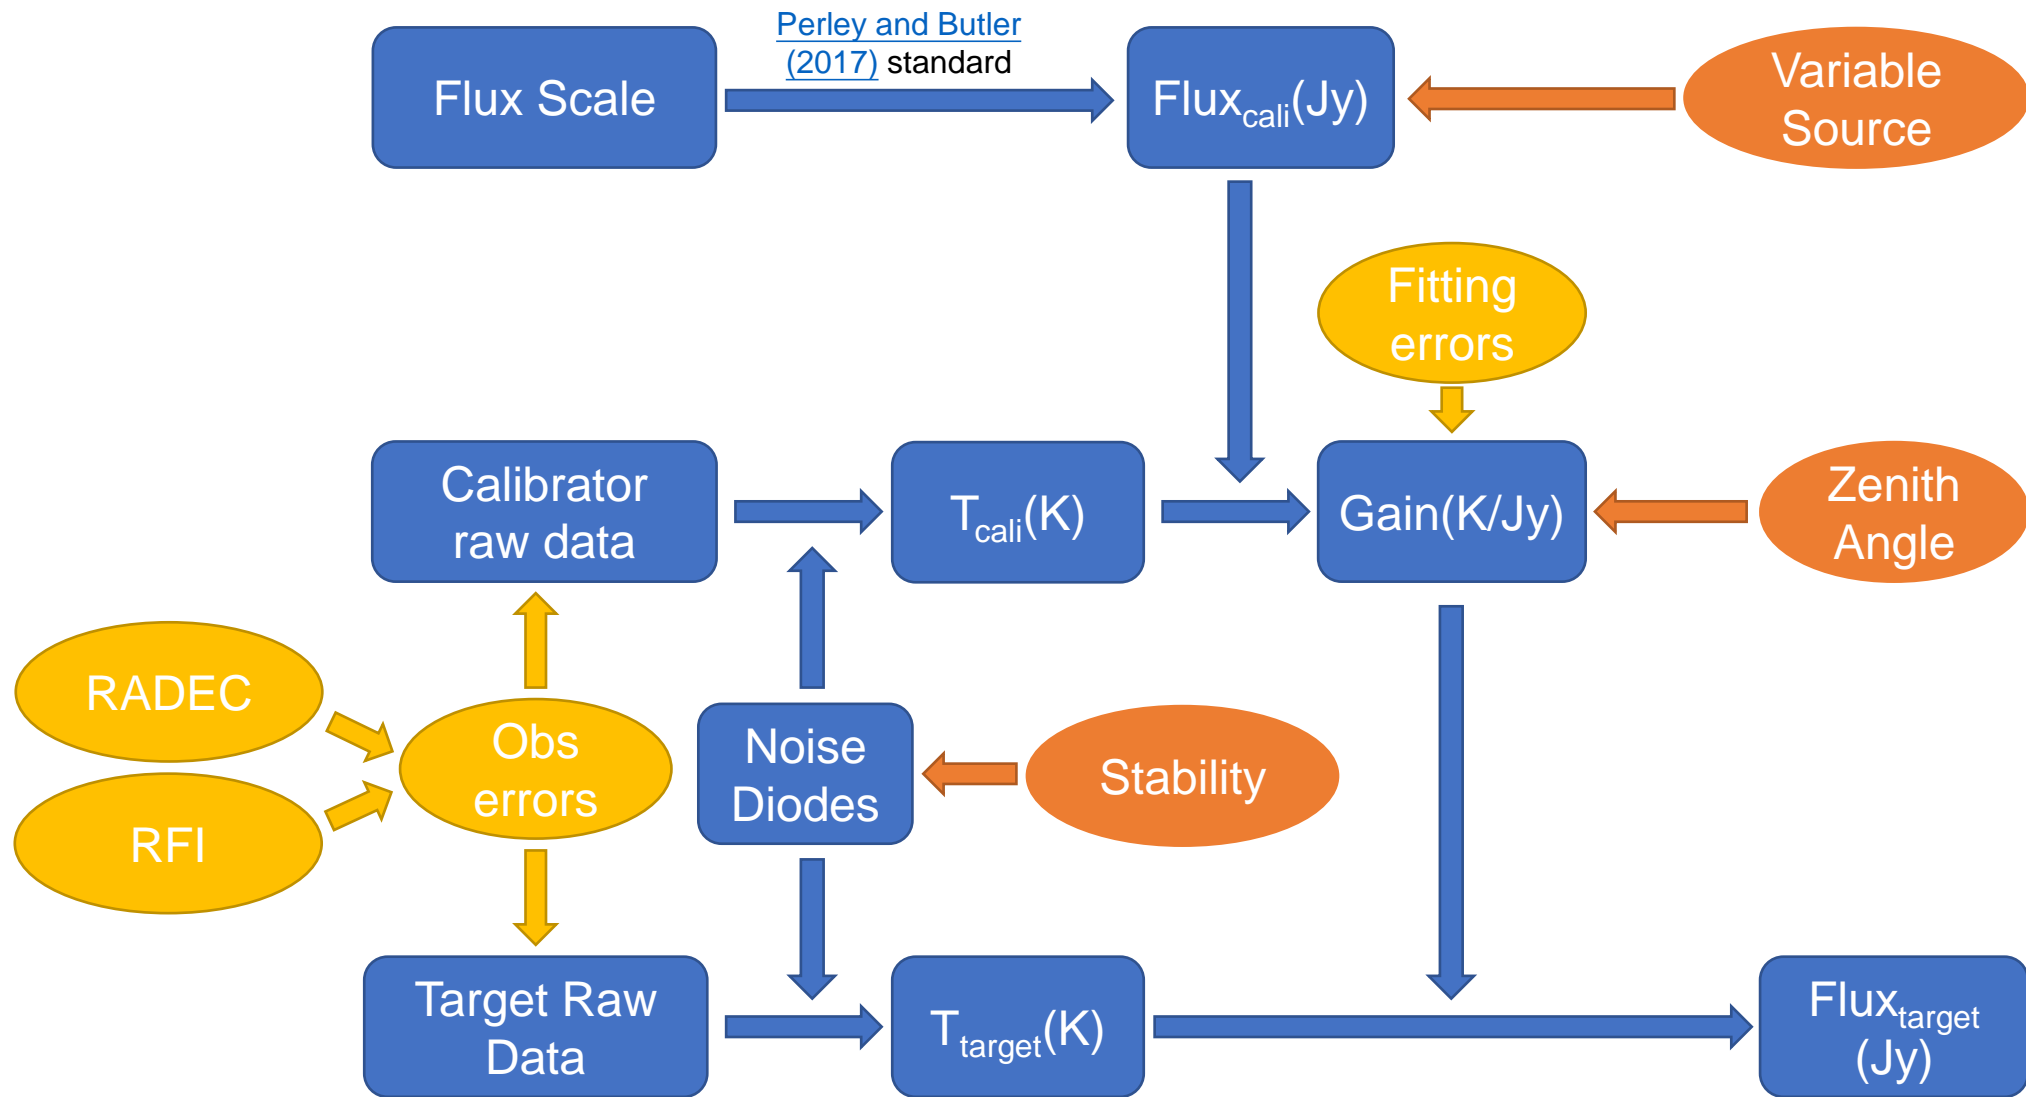 Perley and Butler
(2017) standard
Flux Scale
Flux_cali(Jy)
Variable
Source
Fitting
errors
Calibrator
raw data
T_cali(K)
Gain(K/Jy)
Zenith
Angle
RADEC
RFI
Obs
errors
Noise
Diodes
Stability
Target Raw
Data
T_target(K)
Flux_target
(Jy)